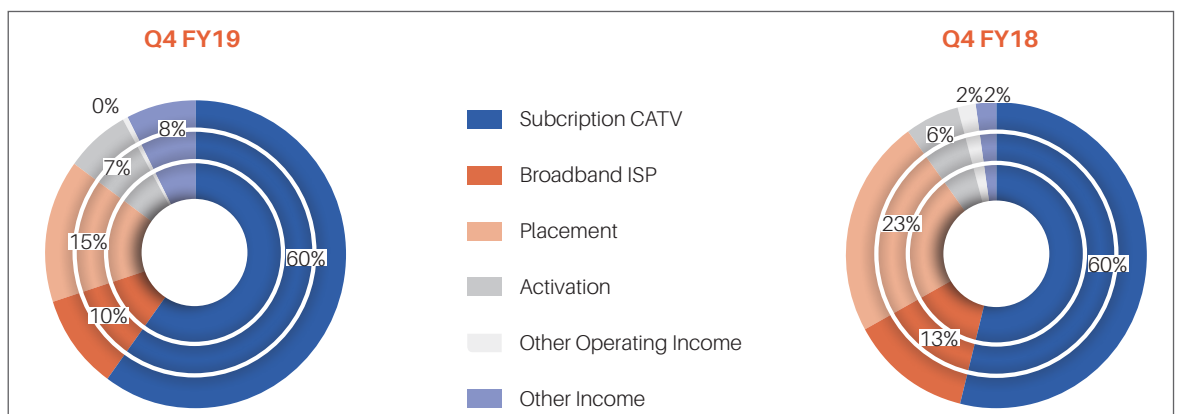 Q4 FY19
Q4 FY18
0%
8%
7%
15%
10%
60%
Subcription CATV
Broadband ISP
Placement
Activation
Other Operating Income
Other Income
2%2%
6%
23%
13%
60%